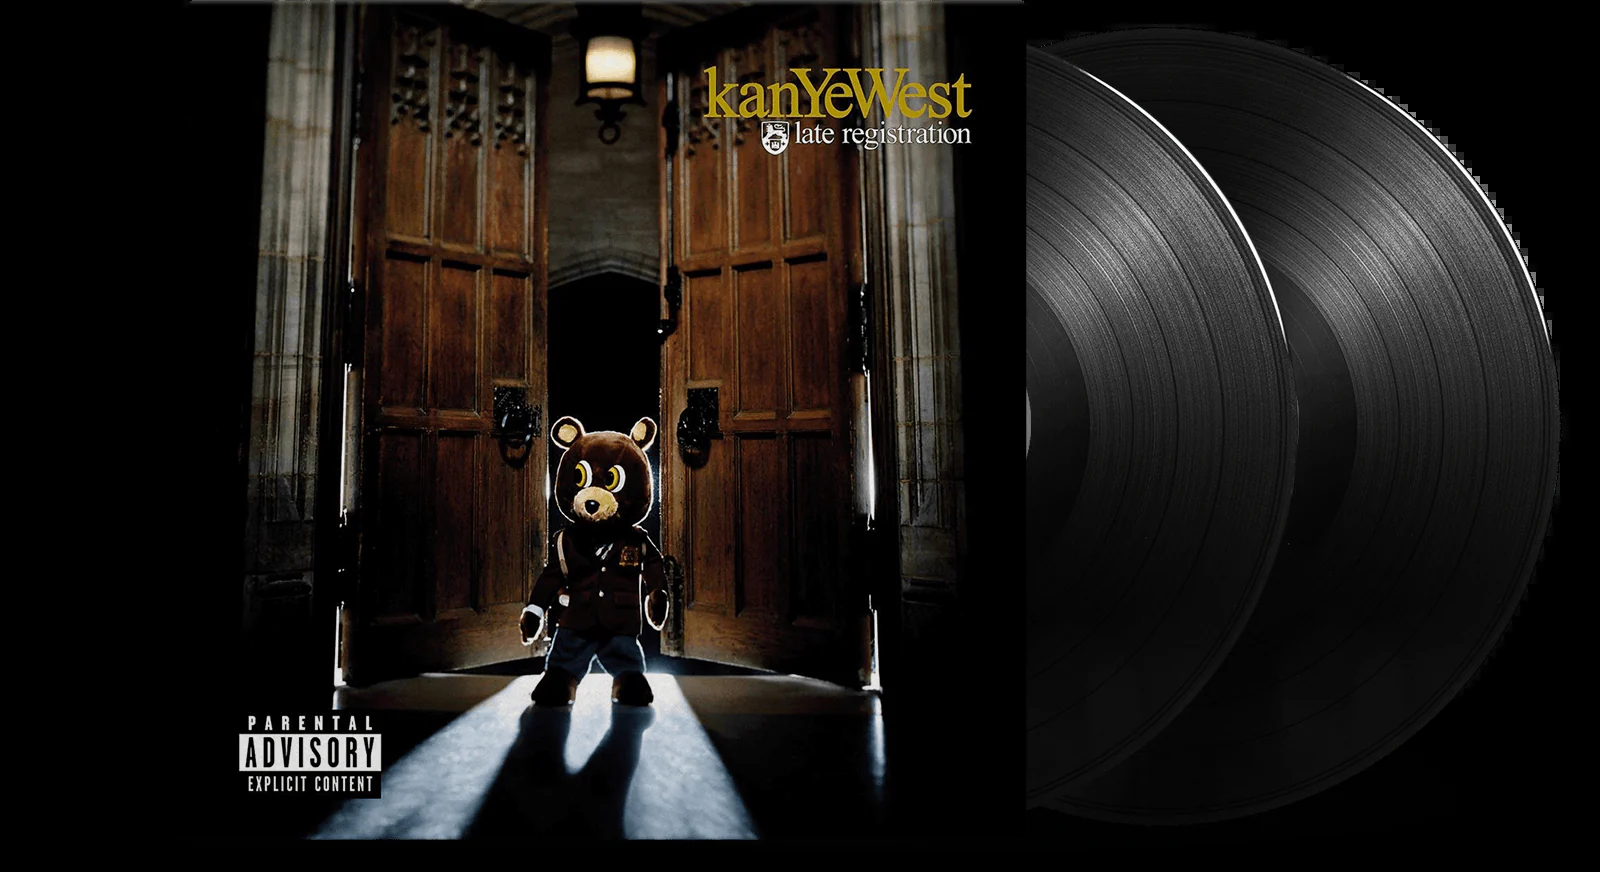 kanYeWest
late registration
PARENTAL
ADVISORY
EXPLICIT CONTENT